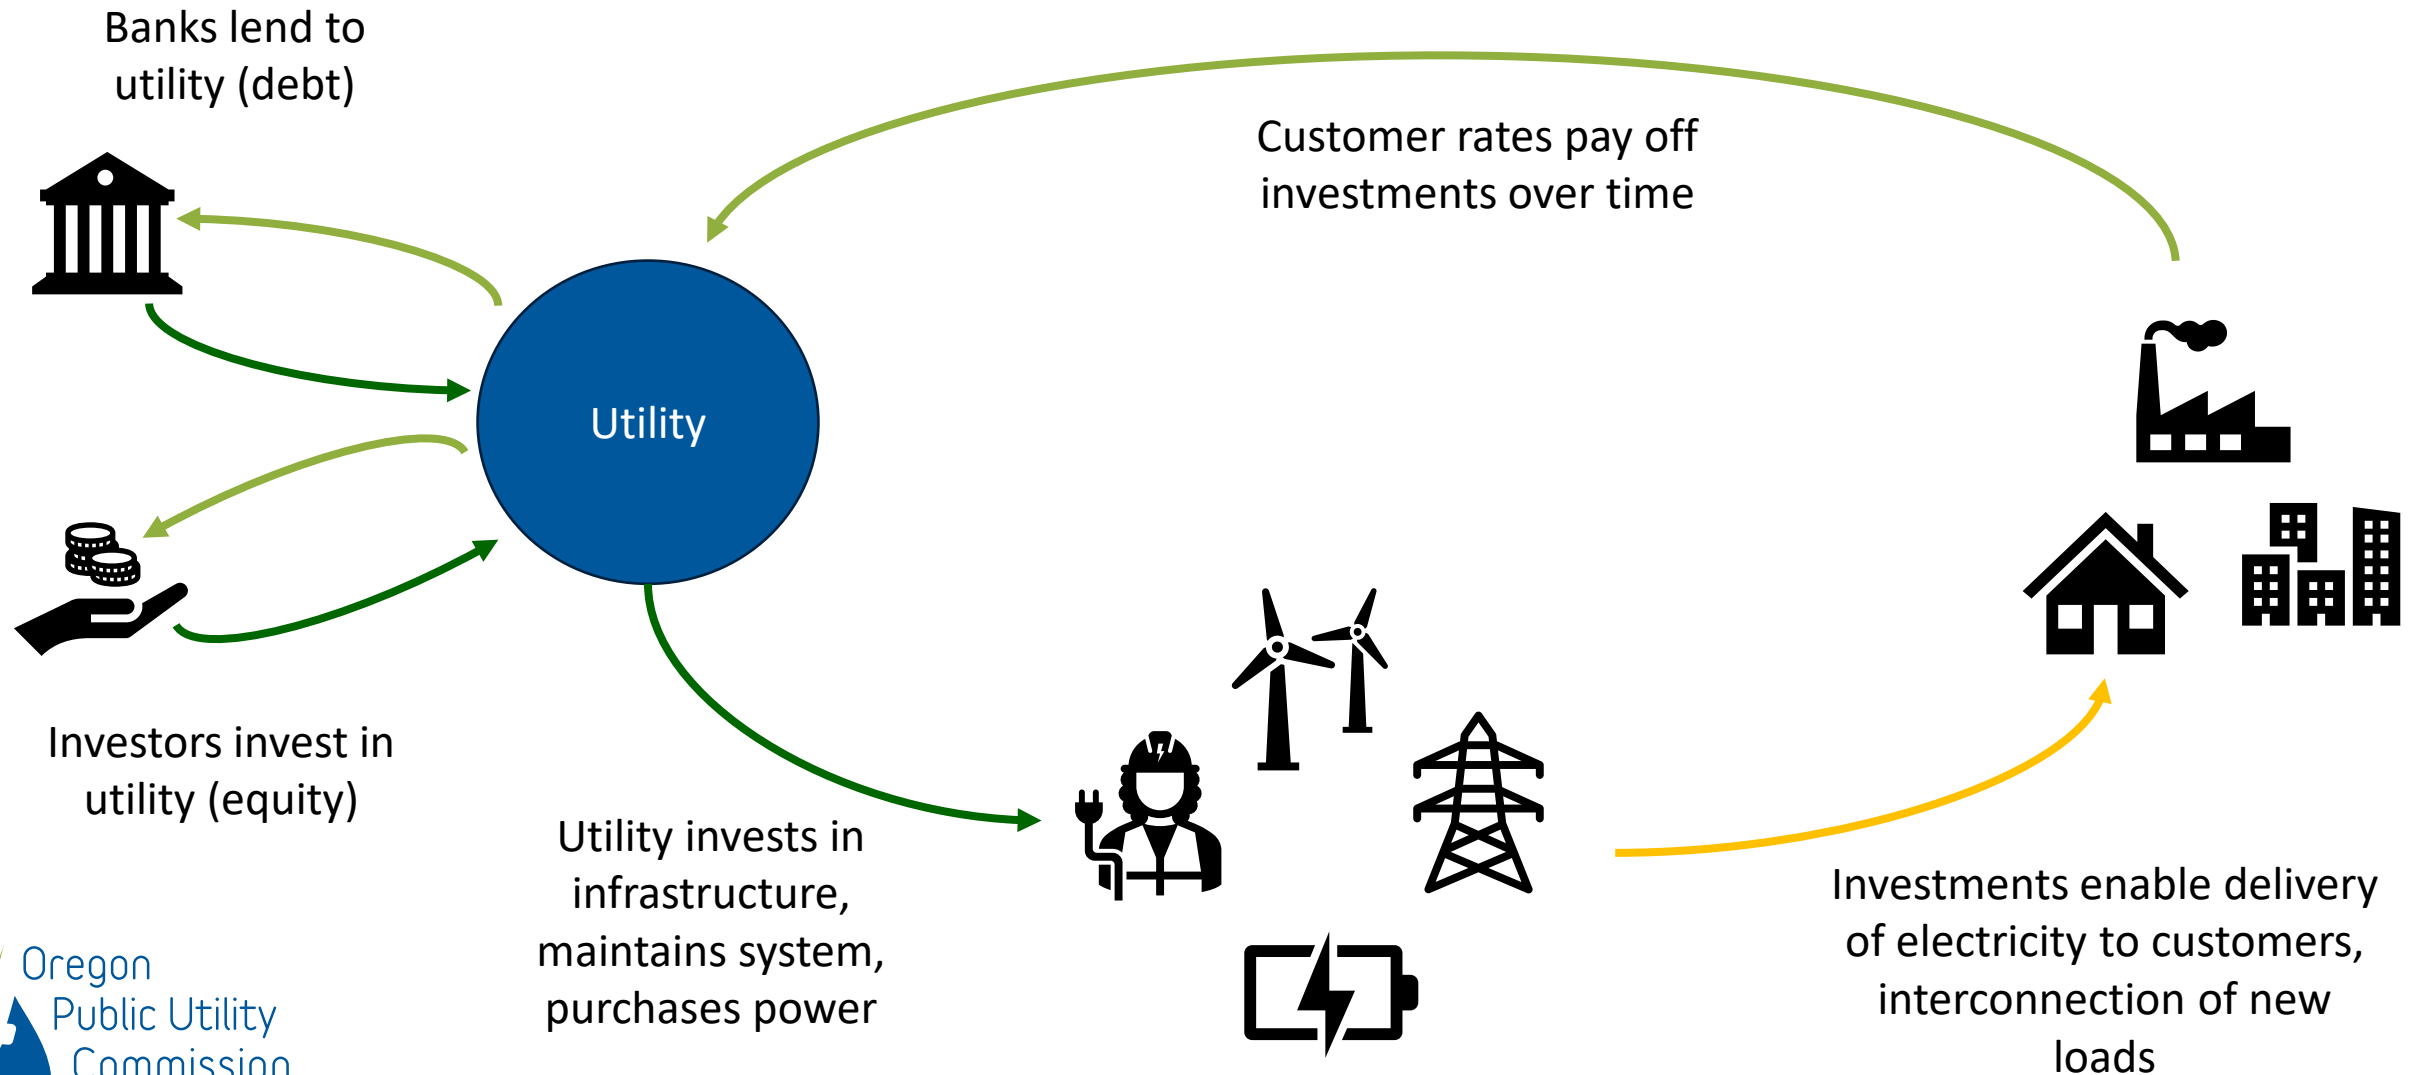 Banks lend to
utility (debt)
Customer rates pay off
investments over time
Utility
Investors invest in
utility (equity)
Utility invests in
infrastructure,
maintains system,
purchases power
Investments enable delivery
of electricity to customers,
interconnection of new
loads
Oregon
Public Utility
Commission